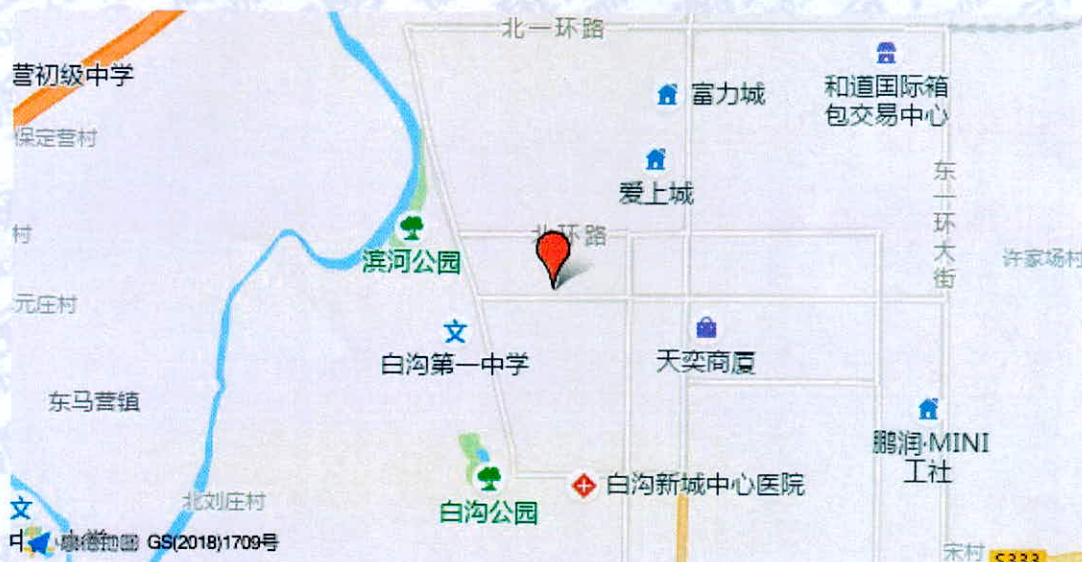 北一环路
营初级中学
富力城
和道国际箱
包交易中心
保定营村
爱上城
东一环大街
村
北环路
滨河公园
许家场村
元庄村
白沟第一中学
天奕商厦
东马营镇
鹏润·MINI
工社
白沟新城中心医院
北刘庄村
白沟公园
GS(2018)1709号
宋村
S333